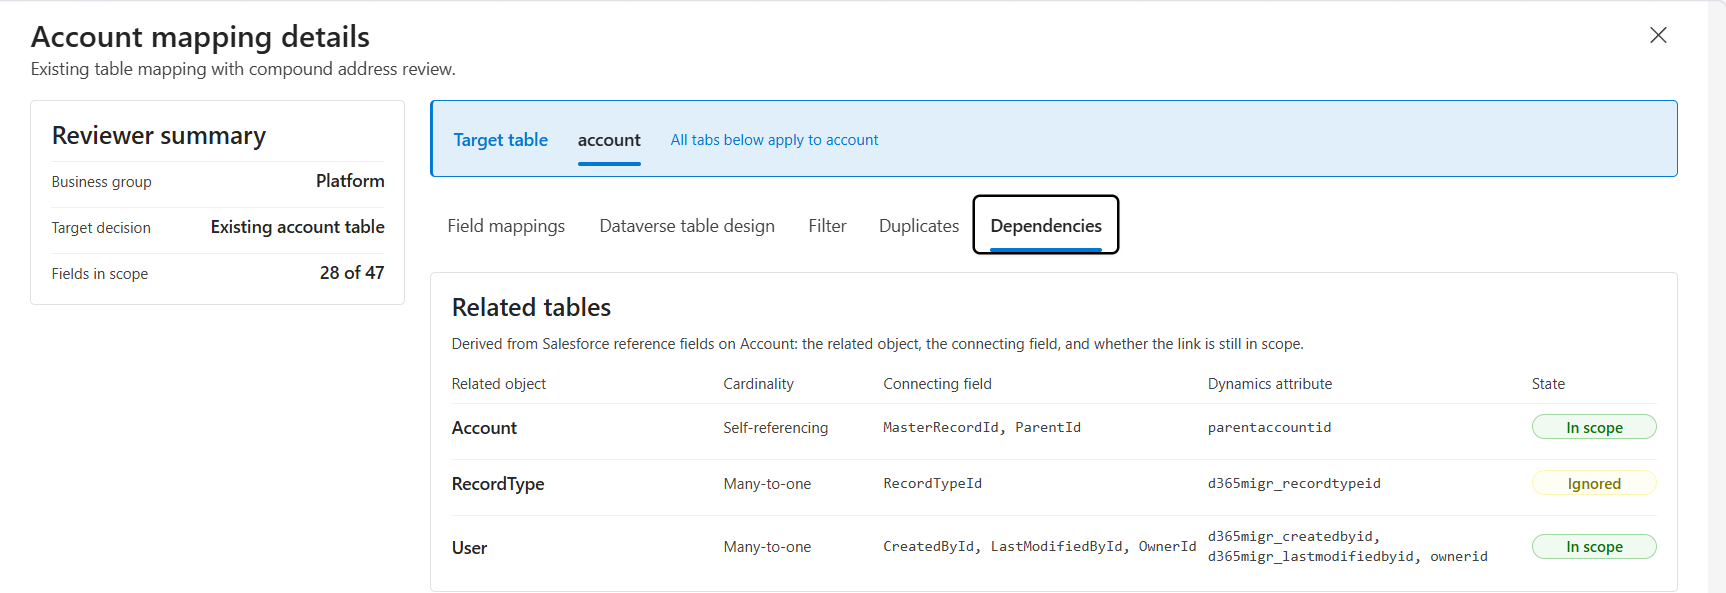 Account mapping details
Existing table mapping with compound address review.
Reviewer summary
Business group Platform
Target decision Existing account table
Fields in scope 28 of 47
Target table account All tabs below apply to account
Field mappings Dataverse table design Filter Duplicates Dependencies
Related tables
Derived from Salesforce reference fields on Account: the related object, the connecting field, and whether the link is still in scope.
Related object Cardinality Connecting field Dynamics attribute State
Account Self-referencing MasterRecordId, ParentId parentaccountid In scope
RecordType Many-to-one RecordTypeId d365migr_recordtypeid Ignored
User Many-to-one CreatedById, LastModifiedById, OwnerId d365migr_createdbyid,
d365migr_lastmodifiedbyid, ownerid In scope